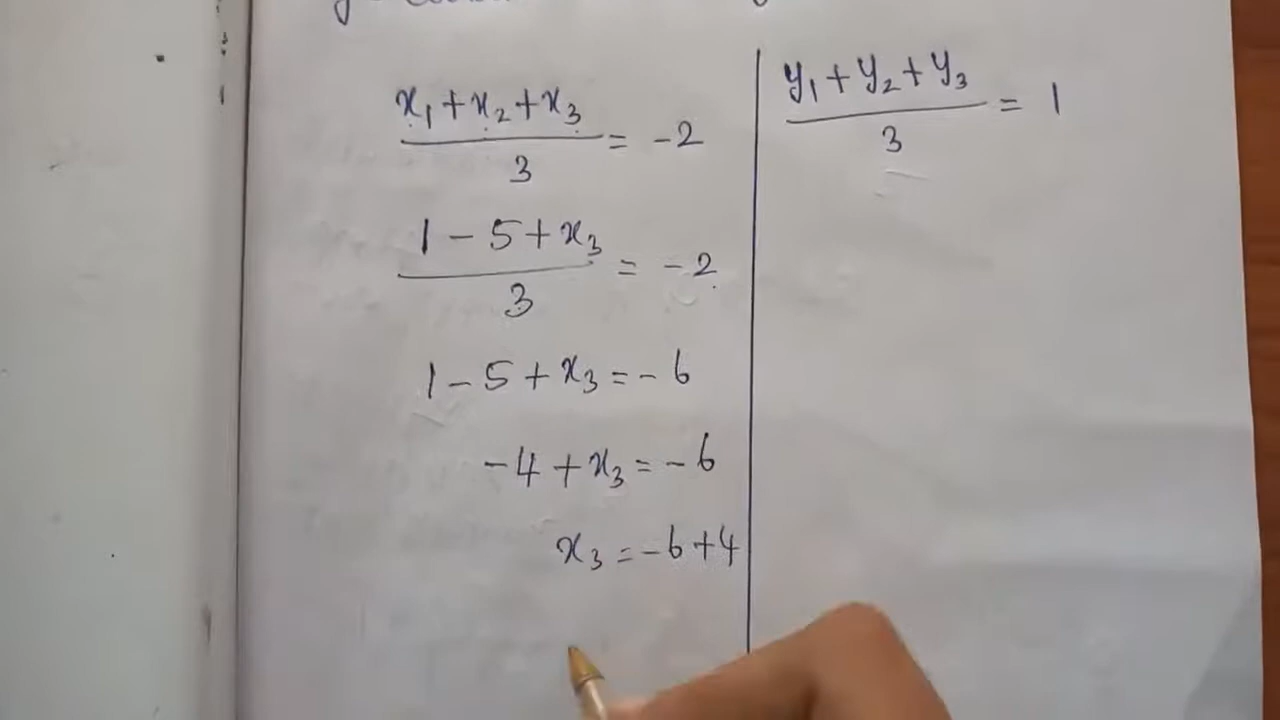 x₁ + x₂ + x₃
3
= -2
1 - 5 + x₃
3
= -2
1 - 5 + x₃ = - 6
-4 + x₃ = - 6
x₃ = - 6 + 4
y₁ + y₂ + y₃
3
= 1